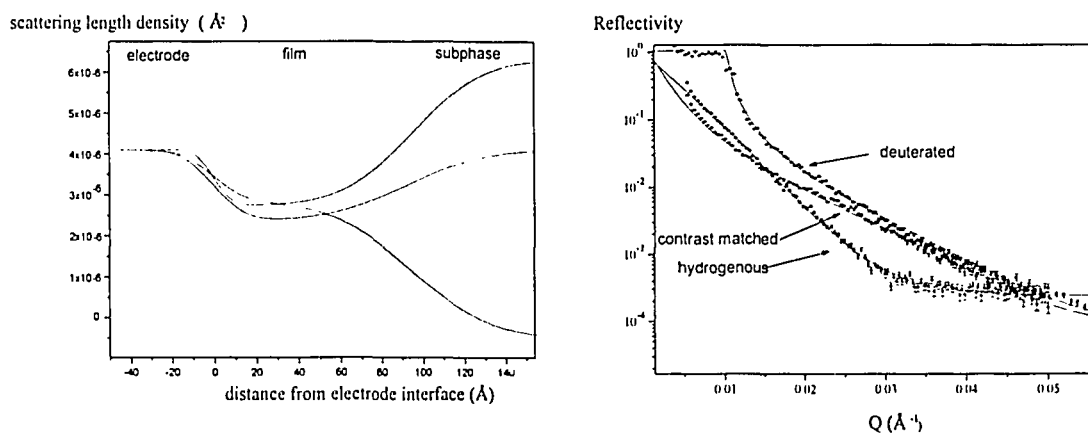 scattering length density ( Å² )
electrode film subphase
6x10-6
5x10-6
4x10-6
3x10-6
2x10-6
1x10-6
0
-40 -20 0 20 40 60 80 100 120 140
distance from electrode interface (Å)
Reflectivity
10⁰
10⁻¹
10⁻²
10⁻³
10⁻⁴
deuterated
contrast matched
hydrogenous
0.01 0.02 0.03 0.04 0.05
Q (Å⁻¹)